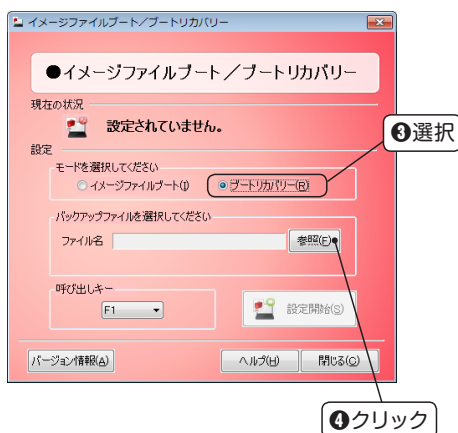 イメージファイルブート／ブートリカバリー
●イメージファイルブート／ブートリカバリー
現在の状況
設定されていません。
❸選択
設定
モードを選択してください
イメージファイルブート(I)
ブートリカバリー(R)
バックアップファイルを選択してください
ファイル名
参照(F)
呼び出しキー
F1
設定開始(S)
バージョン情報(A)
ヘルプ(H)
閉じる(C)
❹クリック